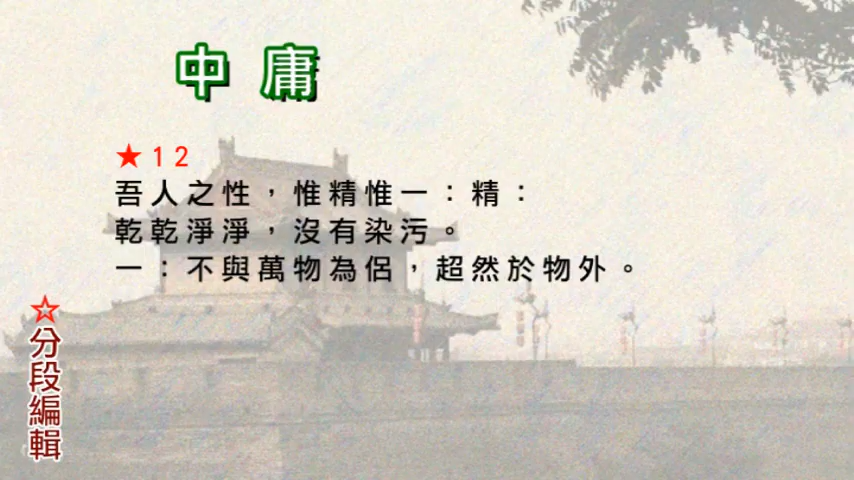 中庸
★12
吾人之性，惟精惟一：精：
乾乾淨淨，沒有染污。
一：不與萬物為侶，超然於物外。
☆分段編輯